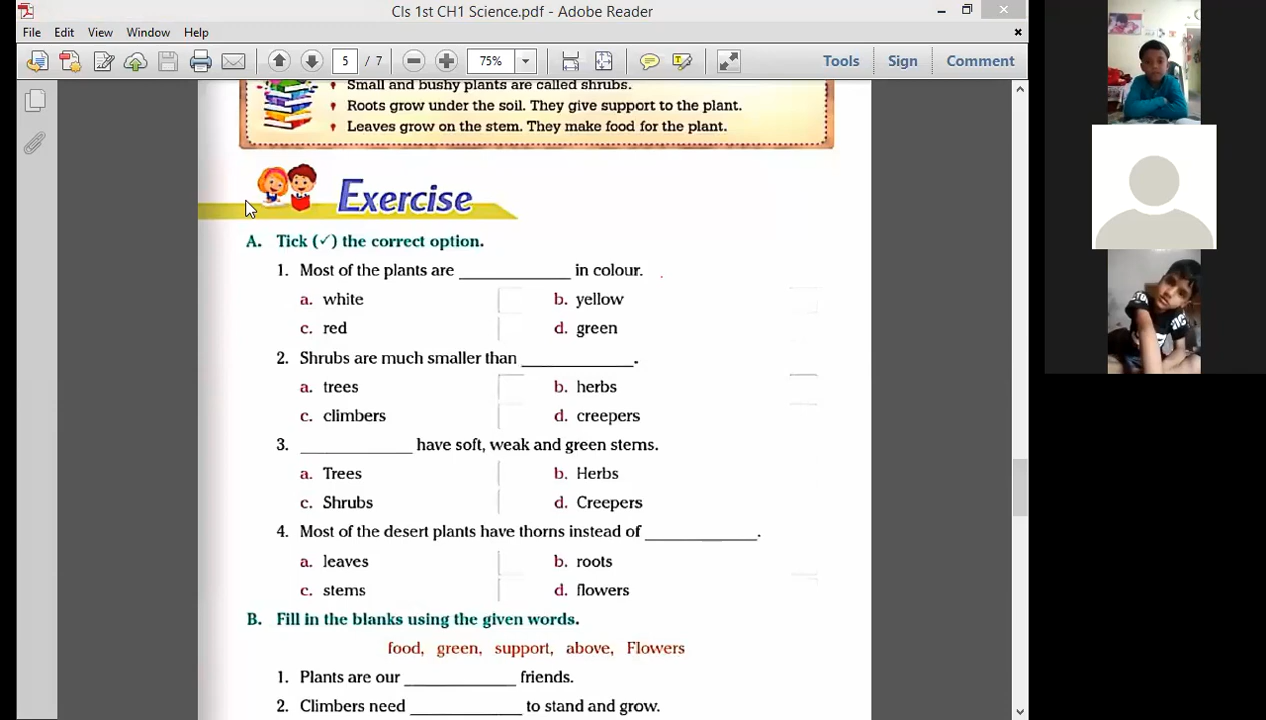 Cls 1st CH1 Science.pdf - Adobe Reader
File Edit View Window Help
5 / 7 75% Tools Sign Comment
Small and bushy plants are called shrubs.
Roots grow under the soil. They give support to the plant.
Leaves grow on the stem. They make food for the plant.
Exercise
A. Tick (✓) the correct option.
1. Most of the plants are ____________ in colour.
a. white b. yellow
c. red d. green
2. Shrubs are much smaller than ____________.
a. trees b. herbs
c. climbers d. creepers
3. ____________ have soft, weak and green stems.
a. Trees b. Herbs
c. Shrubs d. Creepers
4. Most of the desert plants have thorns instead of ____________.
a. leaves b. roots
c. stems d. flowers
B. Fill in the blanks using the given words.
food, green, support, above, Flowers
1. Plants are our ____________ friends.
2. Climbers need ____________ to stand and grow.